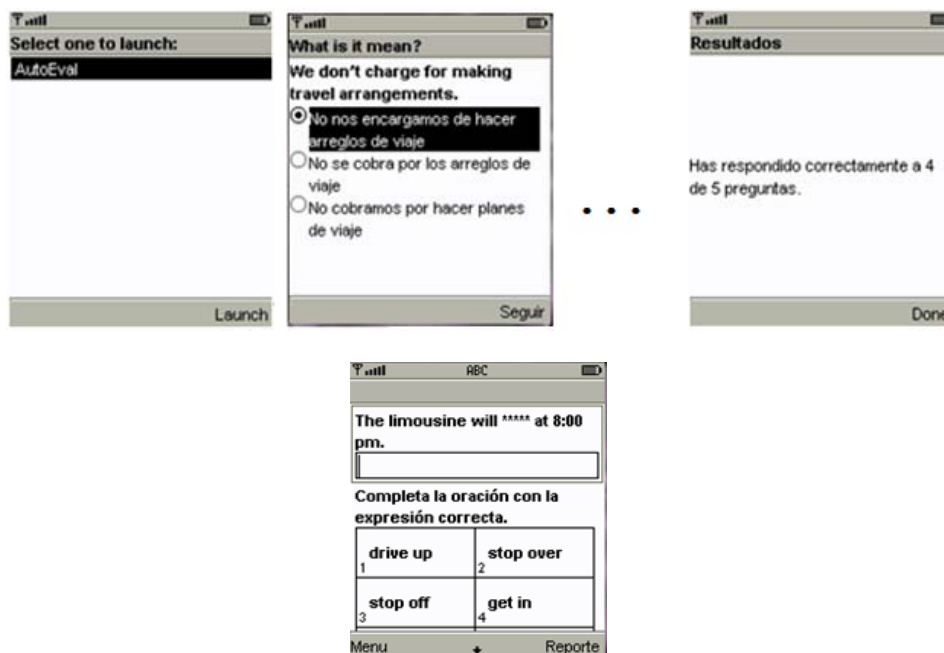 Select one to launch:
AutoEval
Launch
What is it mean?
We don't charge for making
travel arrangements.
No nos encargamos de hacer
arreglos de viaje
No se cobra por los arreglos de
viaje
No cobramos por hacer planes
de viaje
Seguir
• • •
Resultados
Has respondido correctamente a 4
de 5 preguntas.
Done
ABC
The limousine will ***** at 8:00
pm.
Completa la oración con la
expresión correcta.
1 drive up
2 stop over
3 stop off
4 get in
Menu Reporte